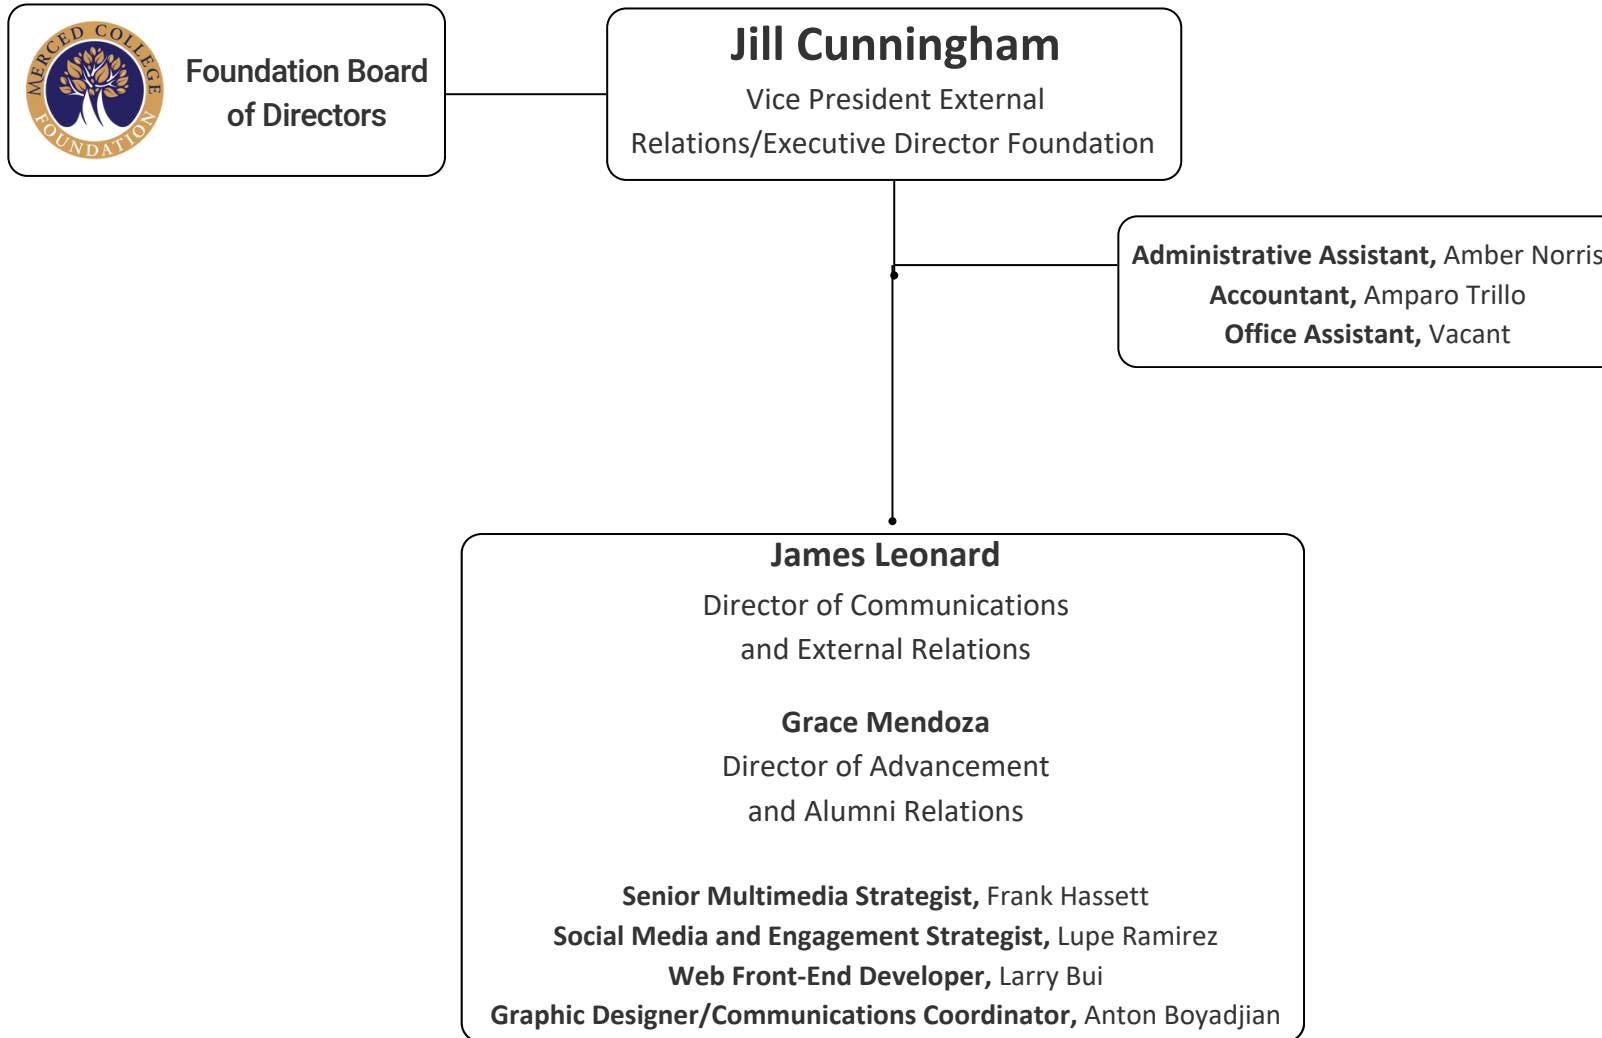 MERCED COLLEGE
FOUNDATION
Foundation Board
of Directors
Jill Cunningham
Vice President External
Relations/Executive Director Foundation
Administrative Assistant, Amber Norris
Accountant, Amparo Trillo
Office Assistant, Vacant
James Leonard
Director of Communications
and External Relations
Grace Mendoza
Director of Advancement
and Alumni Relations
Senior Multimedia Strategist, Frank Hassett
Social Media and Engagement Strategist, Lupe Ramirez
Web Front-End Developer, Larry Bui
Graphic Designer/Communications Coordinator, Anton Boyadjian